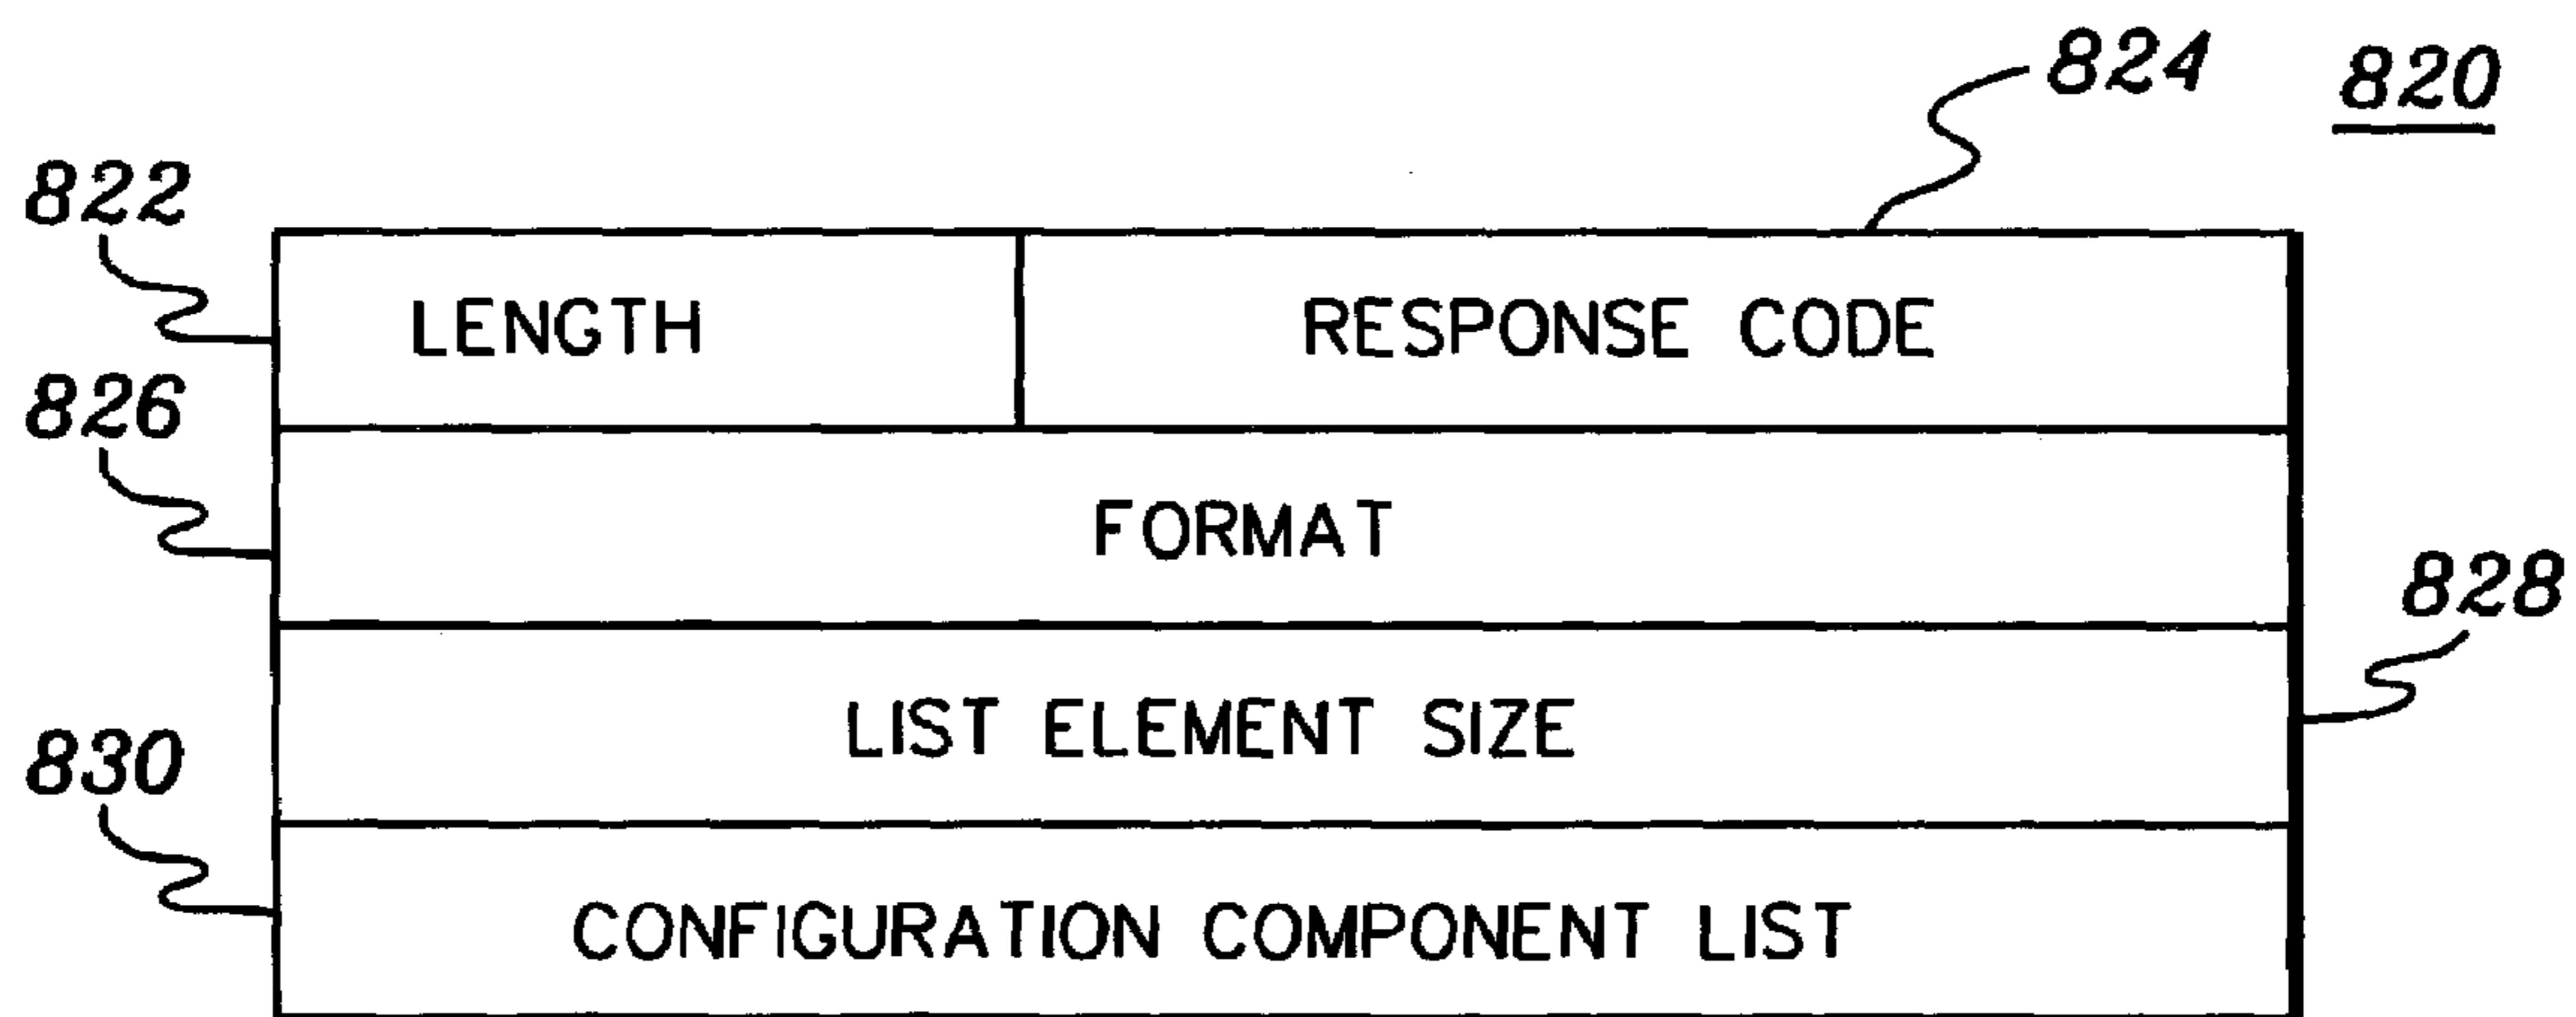 824 820
822
LENGTH RESPONSE CODE
826
FORMAT
828
LIST ELEMENT SIZE
830
CONFIGURATION COMPONENT LIST